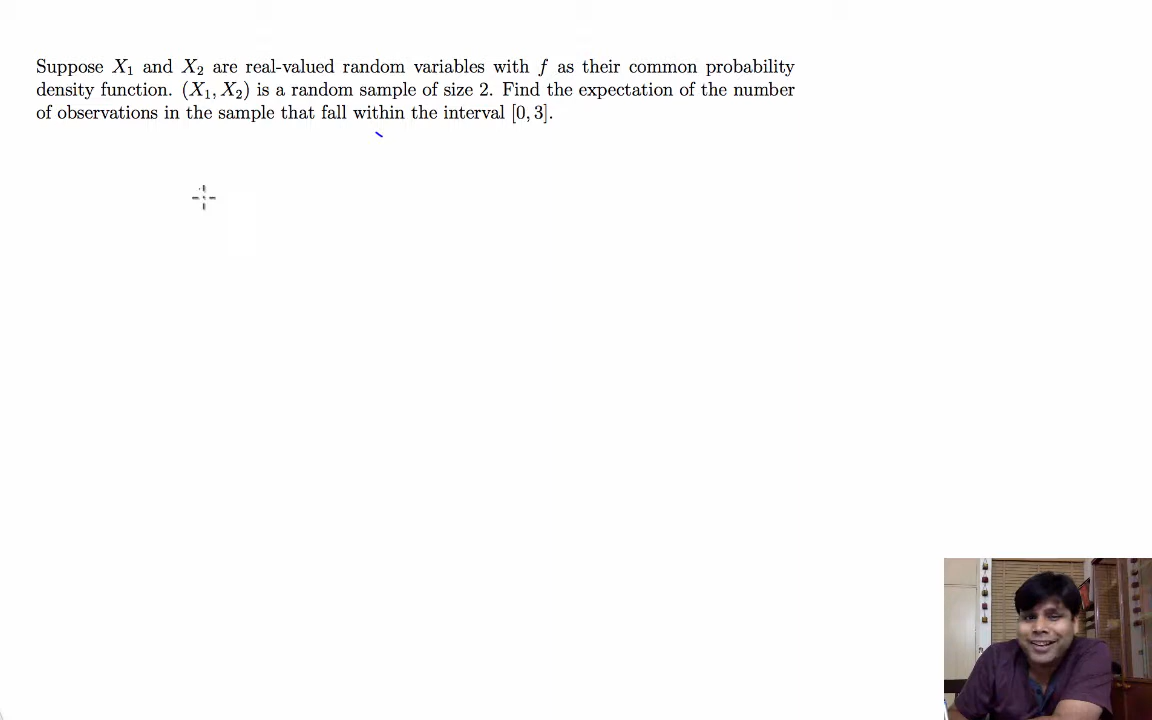 Suppose X₁ and X₂ are real-valued random variables with f as their common probability
density function. (X₁, X₂) is a random sample of size 2. Find the expectation of the number
of observations in the sample that fall within the interval [0, 3].